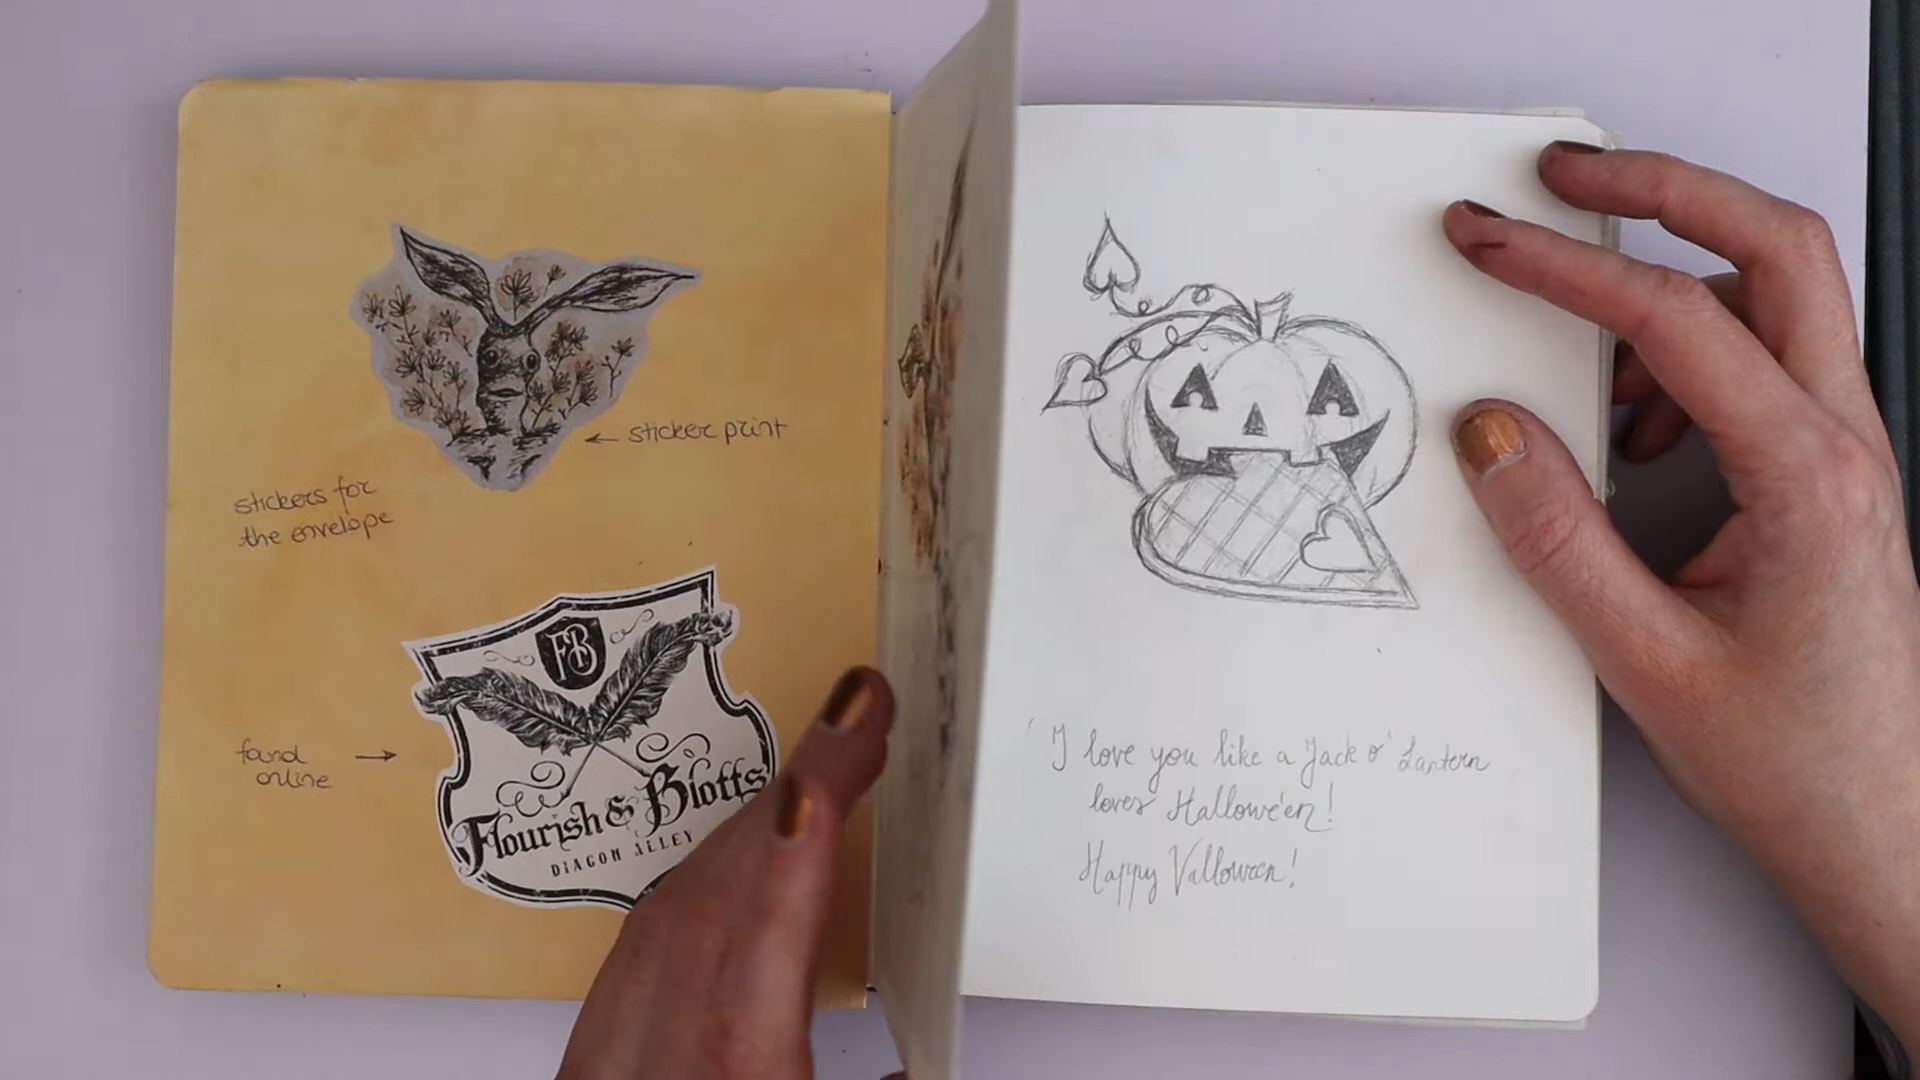 ← sticker print
stickers for
the envelope
FB
found →
online
Flourish & Blotts
DIAGON ALLEY
' I love you like a Jack o' Lantern
loves Hallowe'en!
Happy Valloween!